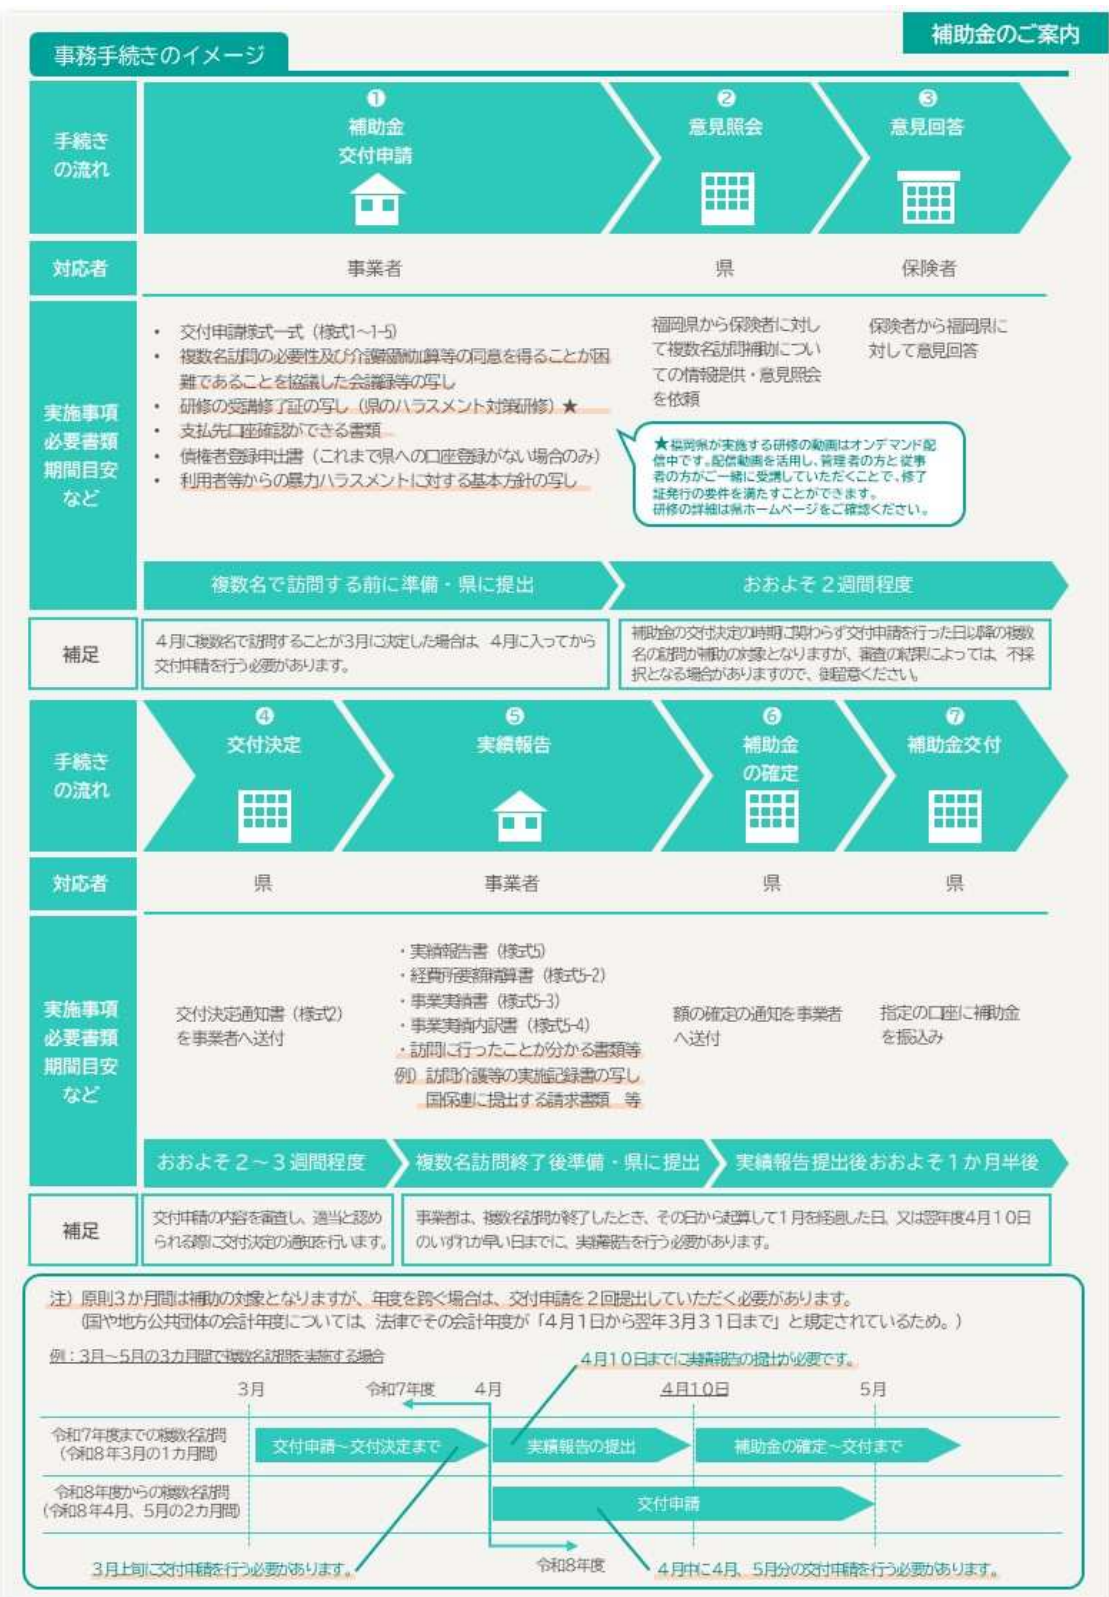 補助金のご案内
事務手続きのイメージ
手続き
の流れ
❶
補助金
交付申請
❷
意見照会
❸
意見回答
対応者
事業者
県
保険者
実施事項
必要書類
期間目安
など
• 交付申請様式一式（様式1～1-5）
• 複数名訪問の必要性及び介護報酬加算等の同意を得ることが困
難であることを協議した会議録等の写し
• 研修の受講修了証の写し（県のハラスメント対策研修）★
• 支払先口座確認ができる書類
• 債権者登録申出書（これまで県への口座登録がない場合のみ）
• 利用者等からの暴力ハラスメントに対する基本方針の写し
福岡県から保険者に対し
て複数名訪問補助につい
ての情報提供・意見照会
を依頼
保険者から福岡県に
対して意見回答
★福岡県が実施する研修の動画はオンデマンド配
信中です。配信動画を活用し、管理者の方と従事
者の方がご一緒に受講していただくことで、修了
証発行の要件を満たすことができます。
研修の詳細は県ホームページをご確認ください。
複数名で訪問する前に準備・県に提出
おおよそ２週間程度
補足
４月に複数名で訪問することが3月に決定した場合は、4月に入ってから
交付申請を行う必要があります。
補助金の交付決定の時期に関わらず交付申請を行った日以降の複数
名の訪問が補助の対象となりますが、審査の結果によっては、不採
択となる場合がありますので、御留意ください。
手続き
の流れ
❹
交付決定
❺
実績報告
❻
補助金
の確定
❼
補助金交付
対応者
県
事業者
県
県
実施事項
必要書類
期間目安
など
交付決定通知書（様式2）
を事業者へ送付
・実績報告書（様式5）
・経費所要額精算書（様式5-2）
・事業実績書（様式5-3）
・事業実績内訳書（様式5-4）
・訪問に行ったことが分かる書類等
例）訪問介護等の実施記録書の写し
国保連に提出する請求書類　等
額の確定の通知を事業者
へ送付
指定の口座に補助金
を振込み
おおよそ２～３週間程度
複数名訪問終了後準備・県に提出
実績報告提出後おおよそ１か月半後
補足
交付申請の内容を審査し、適当と認め
られる際に交付決定の通知を行います。
事業者は、複数名訪問が終了したとき、その日から起算して１月を経過した日、又は翌年度４月１０日
のいずれか早い日までに、実績報告を行う必要があります。
注）原則３か月間は補助の対象となりますが、年度を跨ぐ場合は、交付申請を２回提出していただく必要があります。
（国や地方公共団体の会計年度については、法律でその会計年度が「４月１日から翌年３月３１日まで」と規定されているため。）
例：3月～5月の3カ月間で複数名訪問を実施する場合
４月１０日までに実績報告の提出が必要です。
3月
令和7年度
4月
4月10日
5月
令和7年度までの複数名訪問
（令和8年3月の1カ月間）
交付申請～交付決定まで
実績報告の提出
補助金の確定～交付まで
令和8年度からの複数名訪問
（令和8年4月、5月の2カ月間）
交付申請
令和8年度
３月上旬に交付申請を行う必要があります。
４月中に４月、５月分の交付申請を行う必要があります。